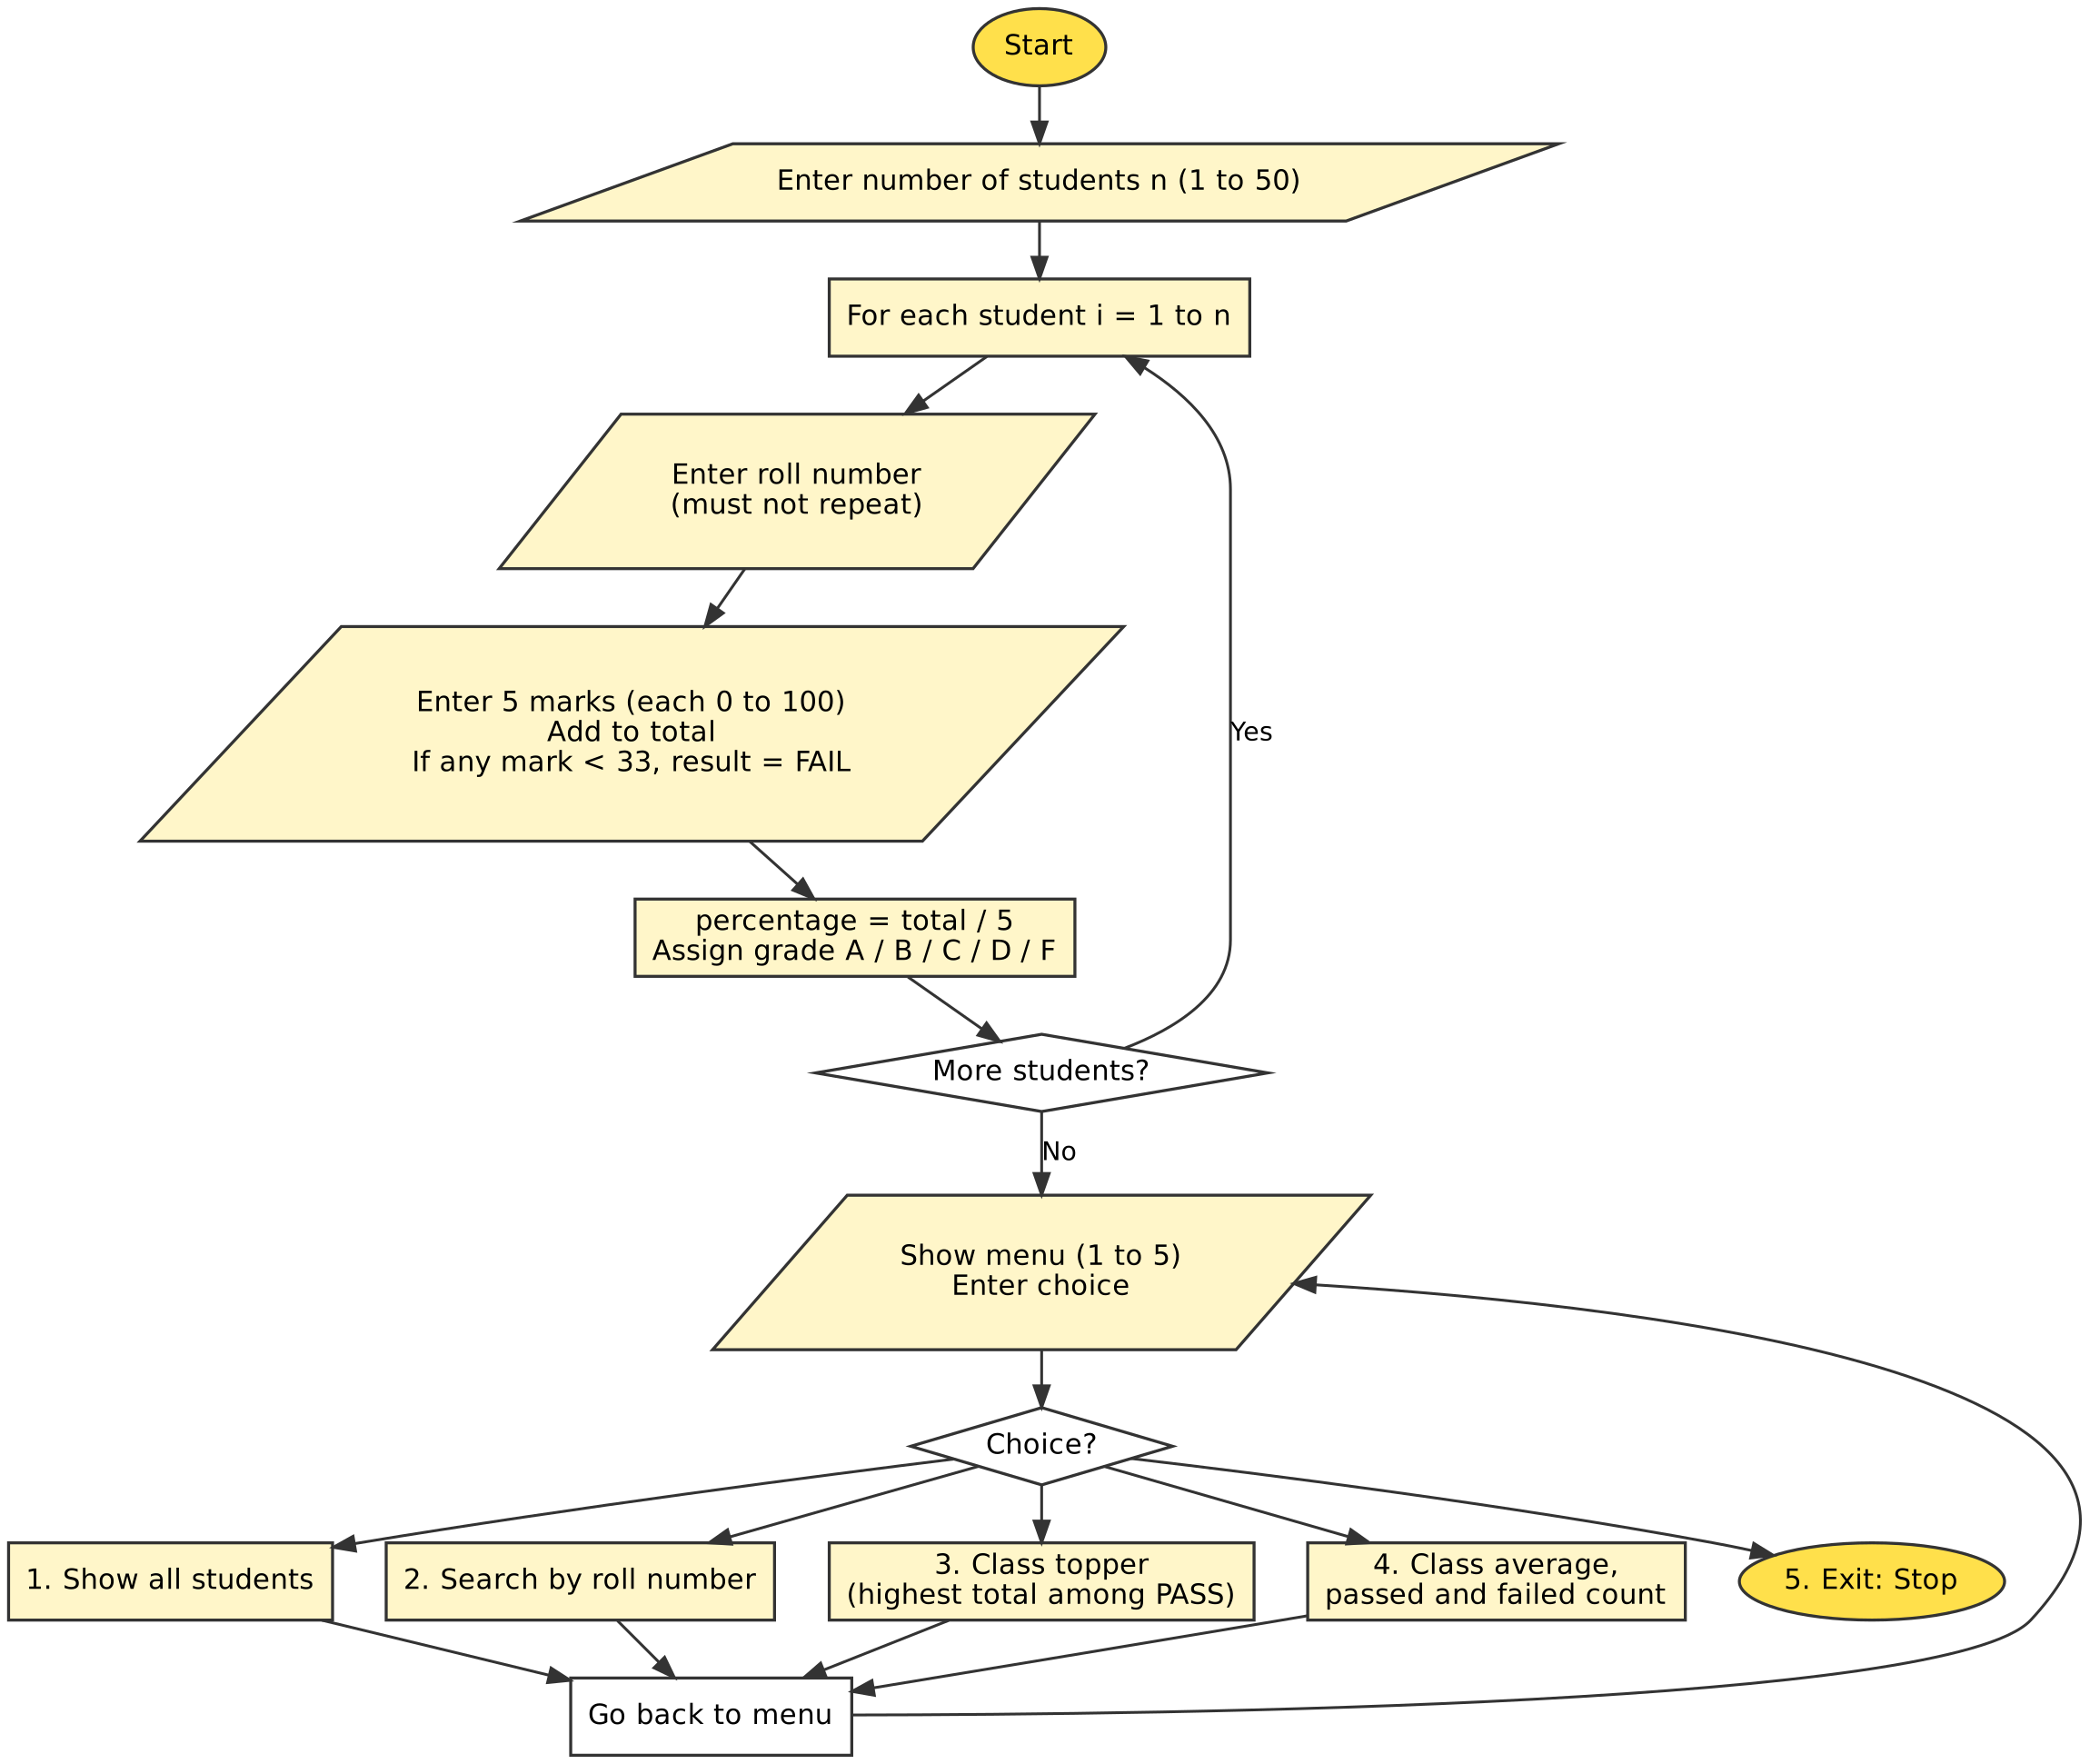 Start
Enter number of students n (1 to 50)
For each student i = 1 to n
Enter roll number
(must not repeat)
Enter 5 marks (each 0 to 100)
Add to total
If any mark < 33, result = FAIL
Yes
percentage = total / 5
Assign grade A / B / C / D / F
More students?
No
Show menu (1 to 5)
Enter choice
Choice?
1. Show all students
2. Search by roll number
3. Class topper
(highest total among PASS)
4. Class average,
passed and failed count
5. Exit: Stop
Go back to menu